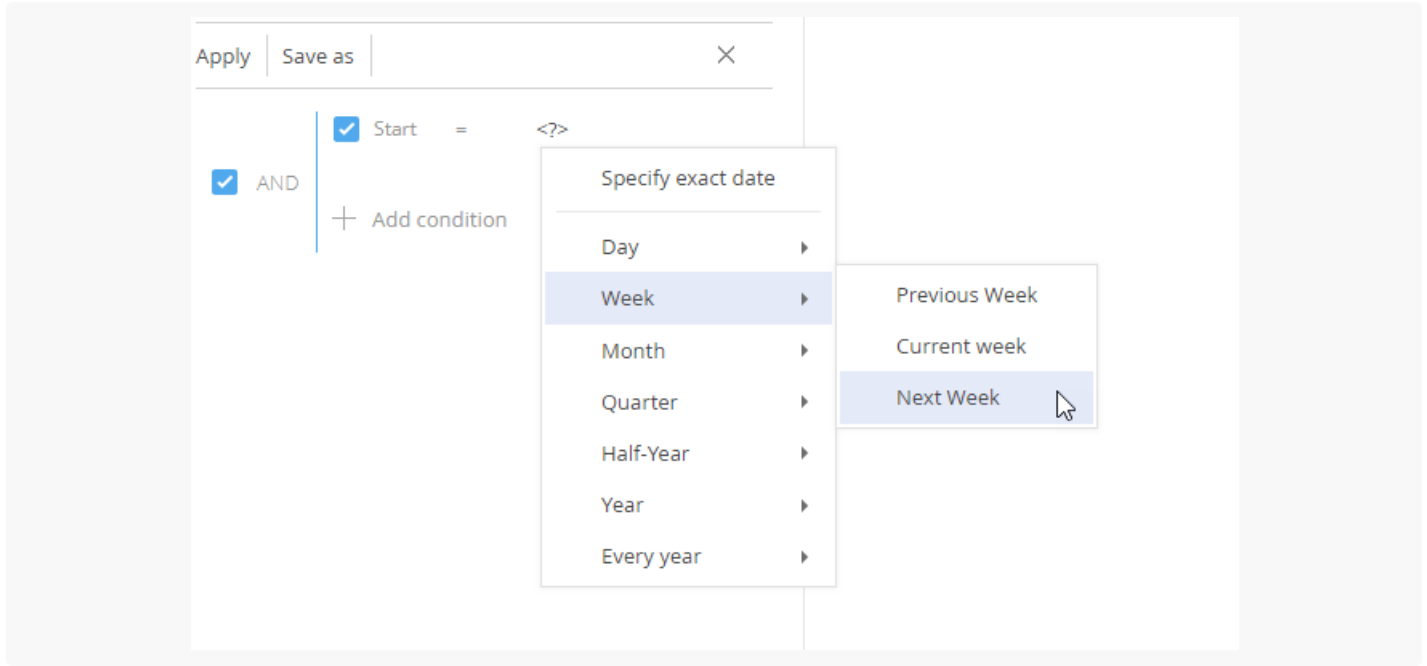 Apply Save as
Start = <?>
AND
Add condition
Specify exact date
Day
Week
Month
Quarter
Half-Year
Year
Every year
Previous Week
Current week
Next Week